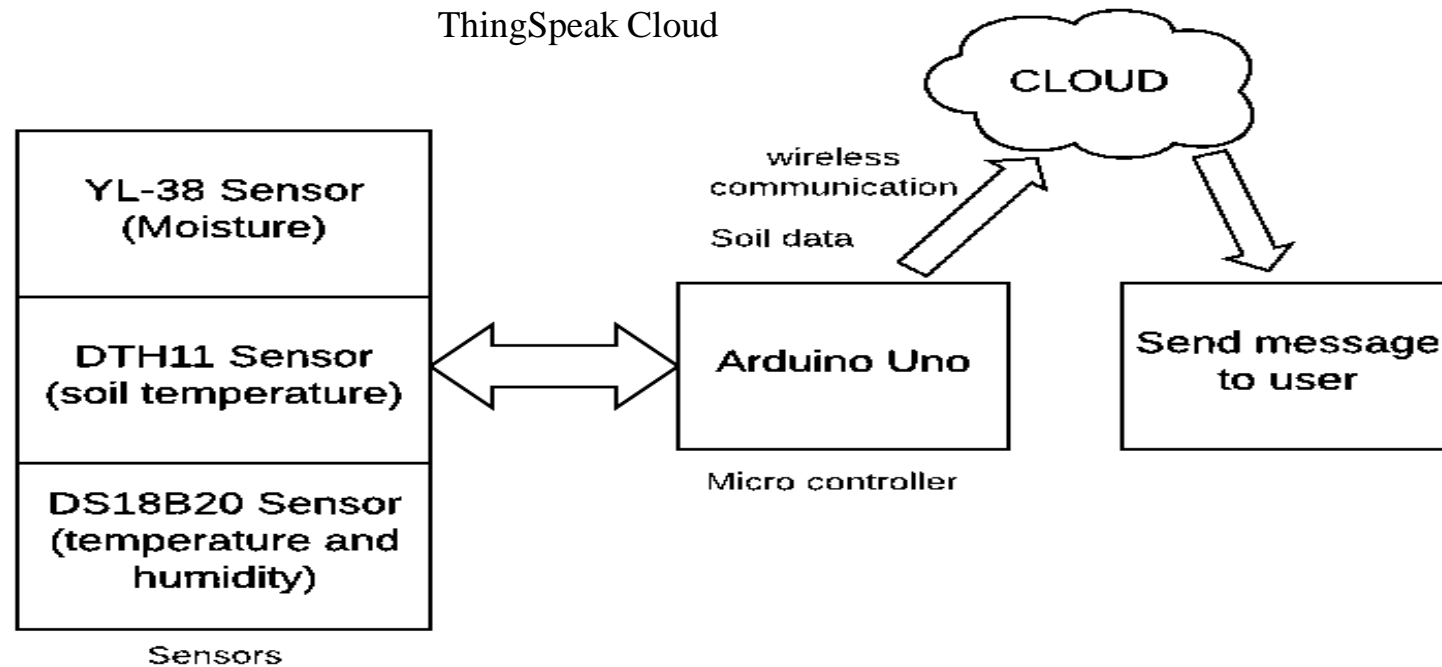 ThingSpeak Cloud
CLOUD
wireless
communication
Soil data
YL-38 Sensor
(Moisture)
DTH11 Sensor
(soil temperature)
DS18B20 Sensor
(temperature and
humidity)
Sensors
Arduino Uno
Micro controller
Send message
to user